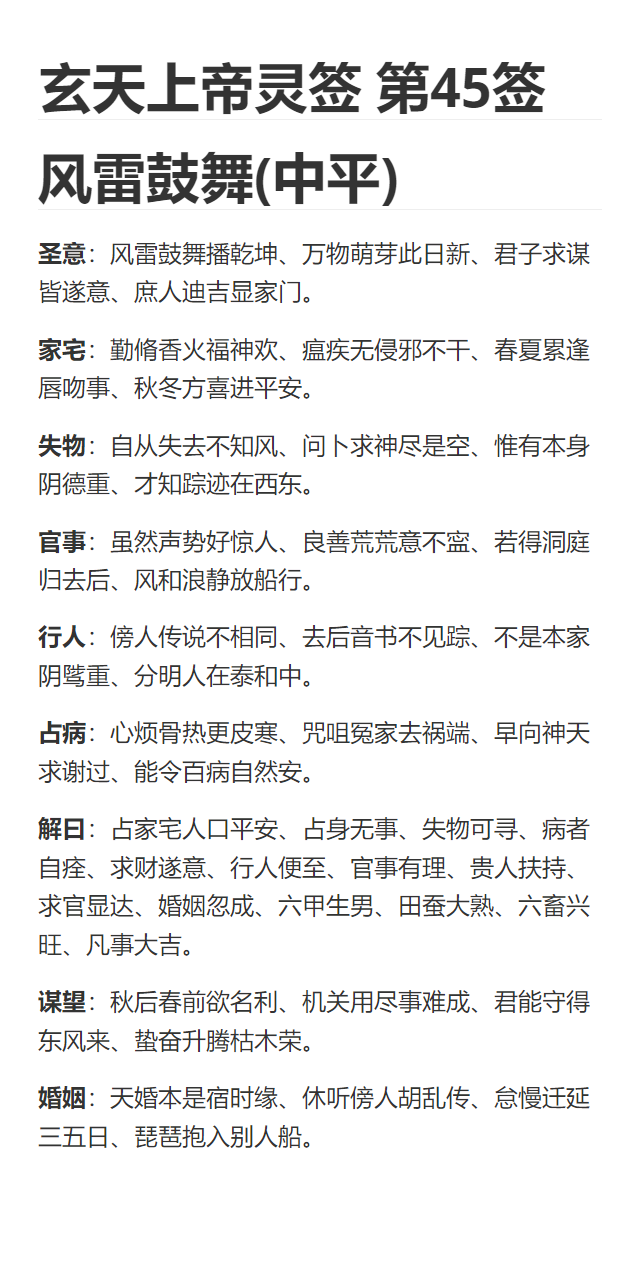 玄天上帝灵签 第45签
风雷鼓舞(中平)
圣意：风雷鼓舞播乾坤、万物萌芽此日新、君子求谋
皆遂意、庶人迪吉显家门。
家宅：勤脩香火福神欢、瘟疾无侵邪不干、春夏累逢
唇吻事、秋冬方喜进平安。
失物：自从失去不知风、问卜求神尽是空、惟有本身
阴德重、才知踪迹在西东。
官事：虽然声势好惊人、良善荒荒意不寍、若得洞庭
归去后、风和浪静放船行。
行人：傍人传说不相同、去后音书不见踪、不是本家
阴骘重、分明人在泰和中。
占病：心烦骨热更皮寒、咒咀冤家去祸端、早向神天
求谢过、能令百病自然安。
解曰：占家宅人口平安、占身无事、失物可寻、病者
自痊、求财遂意、行人便至、官事有理、贵人扶持、
求官显达、婚姻忽成、六甲生男、田蚕大熟、六畜兴
旺、凡事大吉。
谋望：秋后春前欲名利、机关用尽事难成、君能守得
东风来、蛰奋升腾枯木荣。
婚姻：天婚本是宿时缘、休听傍人胡乱传、怠慢迁延
三五日、琵琶抱入别人船。